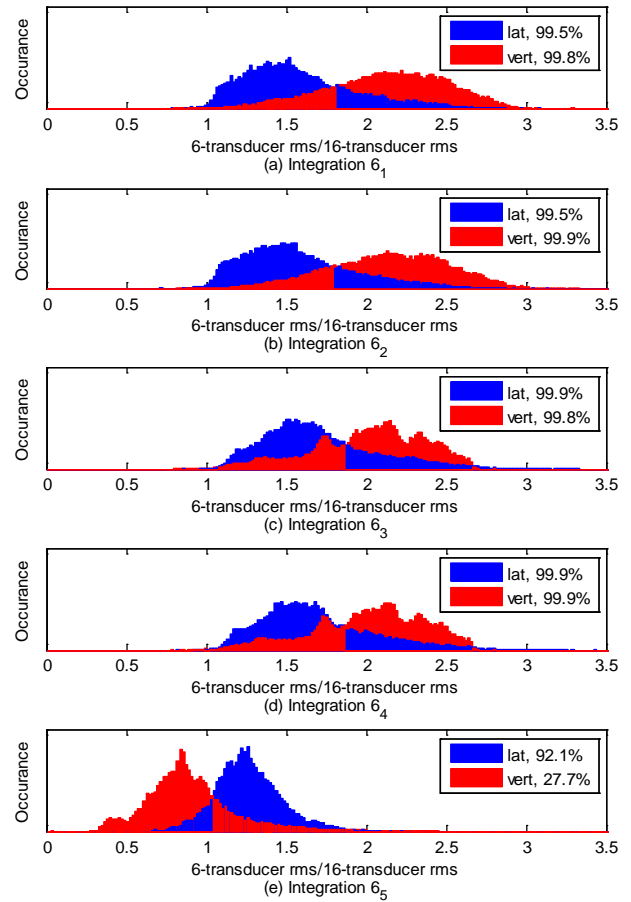 Occurance
lat, 99.5%
vert, 99.8%
0 0.5 1 1.5 2 2.5 3 3.5
6-transducer rms/16-transducer rms
(a) Integration 6₁
Occurance
lat, 99.5%
vert, 99.9%
0 0.5 1 1.5 2 2.5 3 3.5
6-transducer rms/16-transducer rms
(b) Integration 6₂
Occurance
lat, 99.9%
vert, 99.8%
0 0.5 1 1.5 2 2.5 3 3.5
6-transducer rms/16-transducer rms
(c) Integration 6₃
Occurance
lat, 99.9%
vert, 99.9%
0 0.5 1 1.5 2 2.5 3 3.5
6-transducer rms/16-transducer rms
(d) Integration 6₄
Occurance
lat, 92.1%
vert, 27.7%
0 0.5 1 1.5 2 2.5 3 3.5
6-transducer rms/16-transducer rms
(e) Integration 6₅